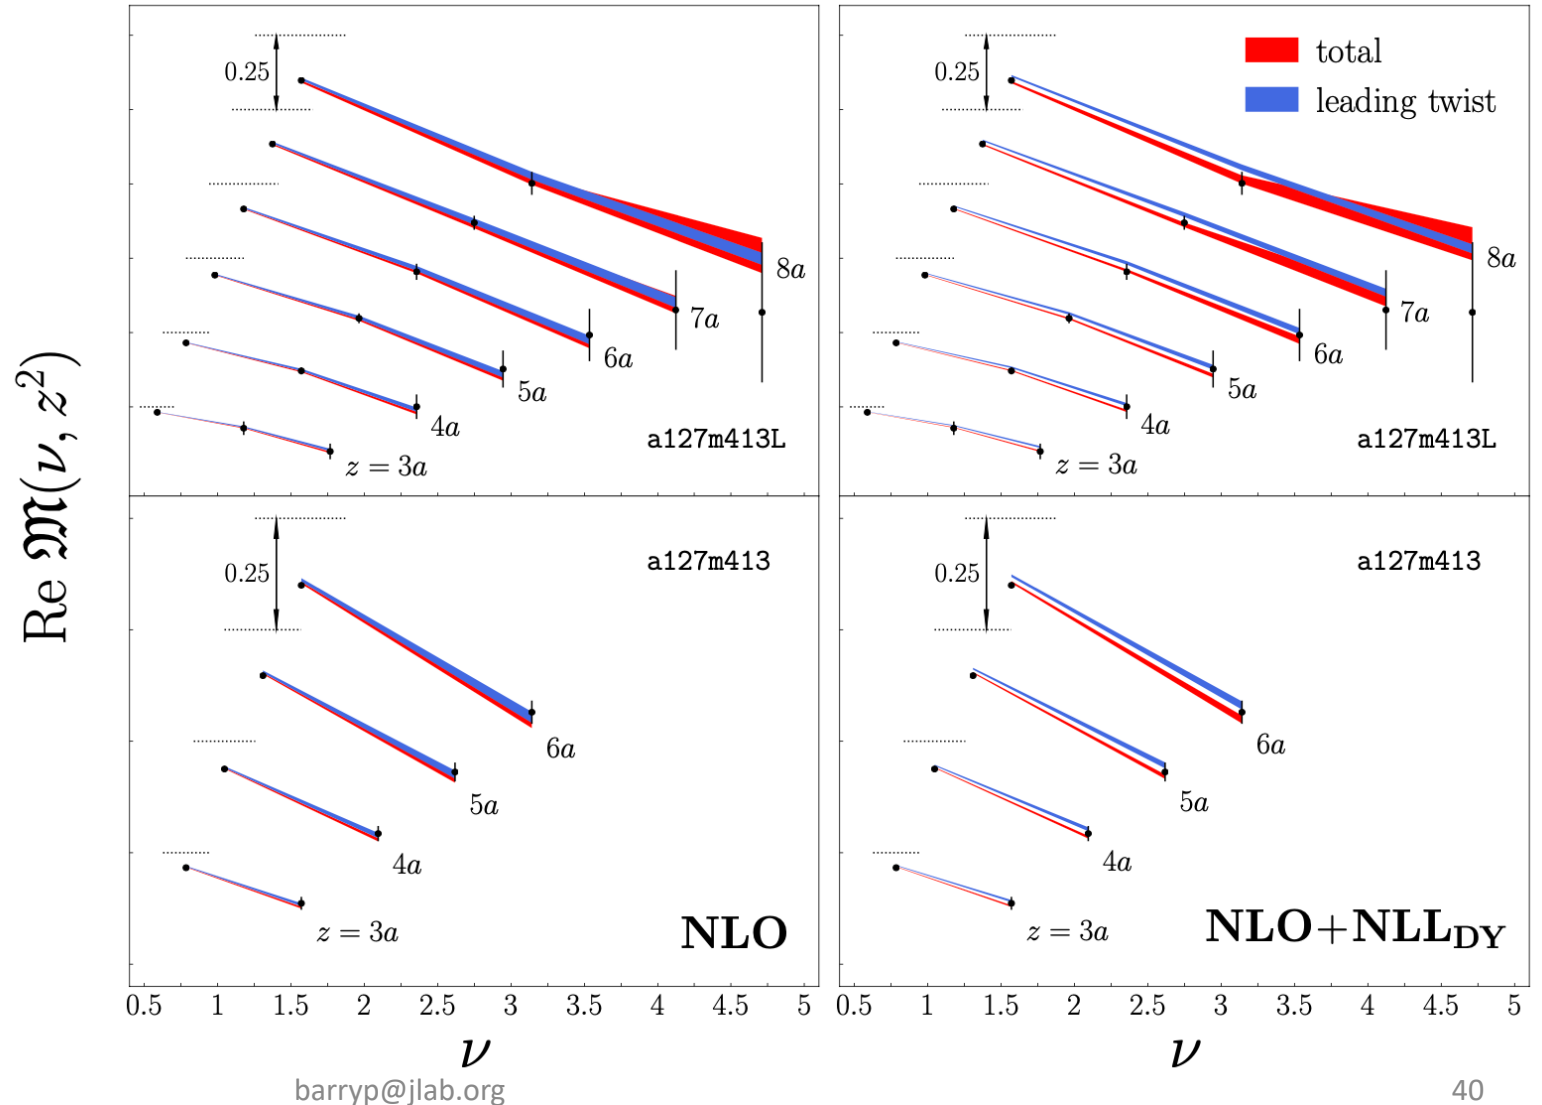 Re 𝔐(ν, z²)
0.25
8a
7a
6a
5a
4a
z = 3a
a127m413L
0.25
total
leading twist
8a
7a
6a
5a
4a
z = 3a
a127m413L
0.25
a127m413
6a
5a
4a
z = 3a
NLO
0.25
a127m413
6a
5a
4a
z = 3a
NLO+NLL_DY
0.5 1 1.5 2 2.5 3 3.5 4 4.5 5
0.5 1 1.5 2 2.5 3 3.5 4 4.5 5
ν
ν
barryp@jlab.org
40